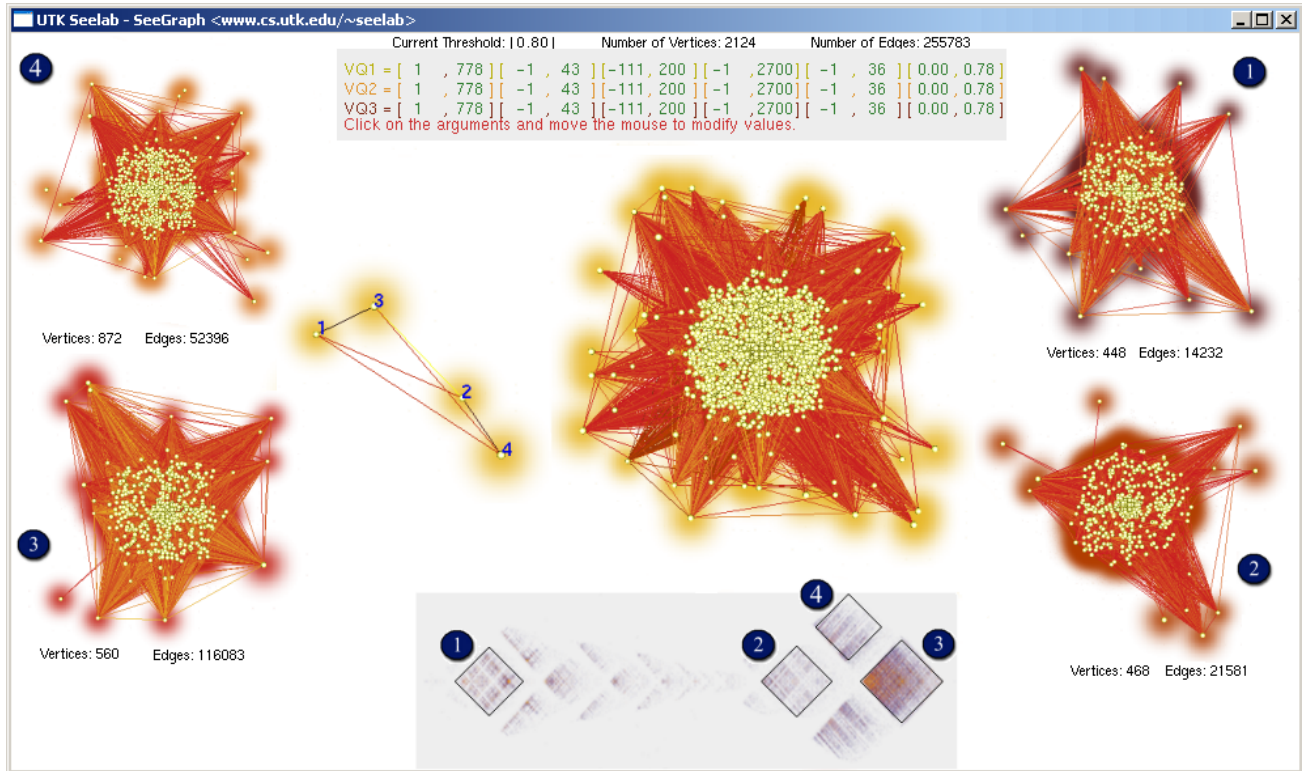 UTK Seelab - SeeGraph <www.cs.utk.edu/~seelab>
Current Threshold: | 0.80 | Number of Vertices: 2124 Number of Edges: 255783
VQ1 = [ 1 , 778 ] [ -1 , 43 ] [-111 , 200 ] [ -1 ,2700] [ -1 , 36 ] [ 0.00 , 0.78 ]
VQ2 = [ 1 , 778 ] [ -1 , 43 ] [-111 , 200 ] [ -1 ,2700] [ -1 , 36 ] [ 0.00 , 0.78 ]
VQ3 = [ 1 , 778 ] [ -1 , 43 ] [-111 , 200 ] [ -1 ,2700] [ -1 , 36 ] [ 0.00 , 0.78 ]
Click on the arguments and move the mouse to modify values.
4
1
3
1
2
4
Vertices: 872 Edges: 52396
Vertices: 448 Edges: 14232
3
2
Vertices: 560 Edges: 116083
Vertices: 468 Edges: 21581
4
1
2
3